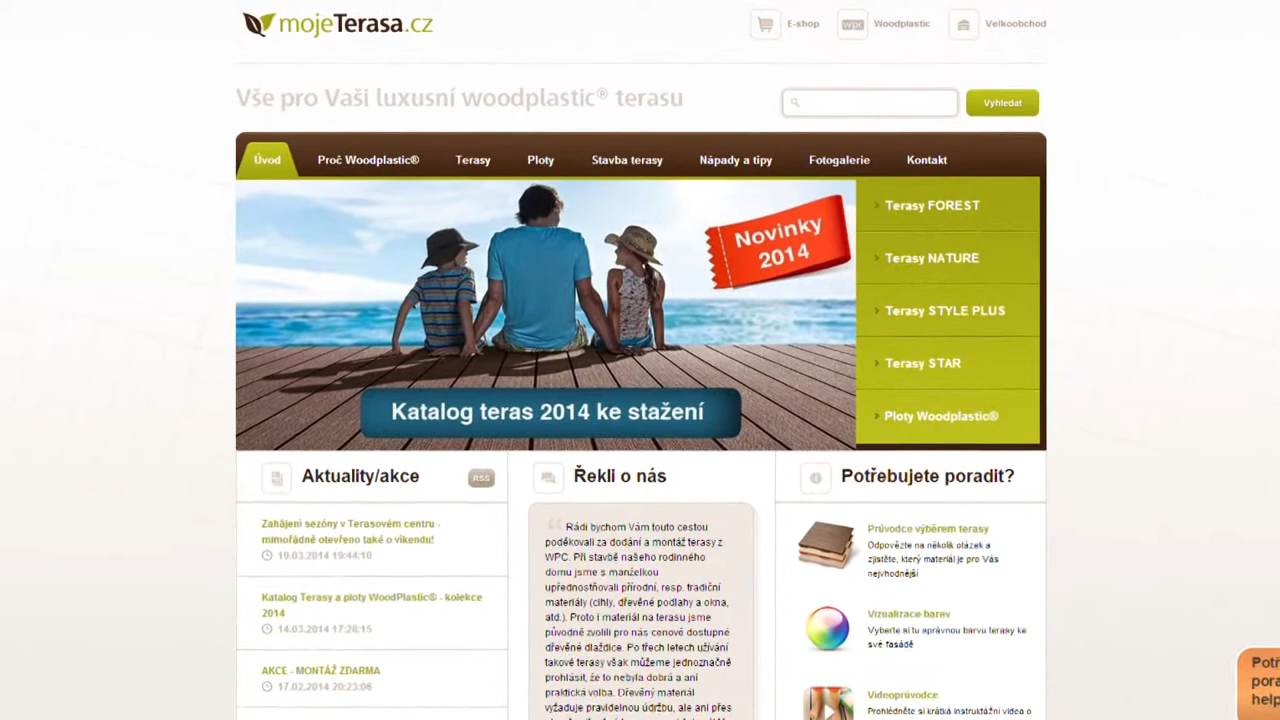 mojeTerasa.cz
E-shop
wpc
Woodplastic
Velkoobchod
Vše pro Vaši luxusní woodplastic® terasu
Vyhledat
Úvod
Proč Woodplastic®
Terasy
Ploty
Stavba terasy
Nápady a tipy
Fotogalerie
Kontakt
Novinky
2014
Katalog teras 2014 ke stažení
Terasy FOREST
Terasy NATURE
Terasy STYLE PLUS
Terasy STAR
Ploty Woodplastic®
Aktuality/akce
RSS
Zahájení sezóny v Terasovém centru -
mimořádně otevřeno také o víkendu!
19.03.2014 19:44:10
Katalog Terasy a ploty WoodPlastic® - kolekce
2014
14.03.2014 17:28:15
AKCE - MONTÁŽ ZDARMA
17.02.2014 20:23:06
Řekli o nás
Rádi bychom Vám touto cestou
poděkovali za dodání a montáž terasy z
WPC. Při stavbě našeho rodinného
domu jsme s manželkou
upřednostňovali přírodní, resp. tradiční
materiály (cihly, dřevěné podlahy a okna,
atd.). Proto i materiál na terasu jsme
původně zvolili pro nás cenově dostupné
dřevěné dlaždice. Po třech letech užívání
takové terasy však můžeme jednoznačně
prohlásit, že to nebyla dobrá a ani
praktická volba. Dřevěný materiál
vyžaduje pravidelnou údržbu, ale ani přes
Potřebujete poradit?
Průvodce výběrem terasy
Odpovězte na několik otázek a
zjistěte, který materiál je pro Vás
nejvhodnější
Vizualizace barev
Vyberte si tu správnou barvu terasy ke
své fasádě
Videoprůvodce
Prohlédněte si krátká instruktážní videa o
Potř
pora
help